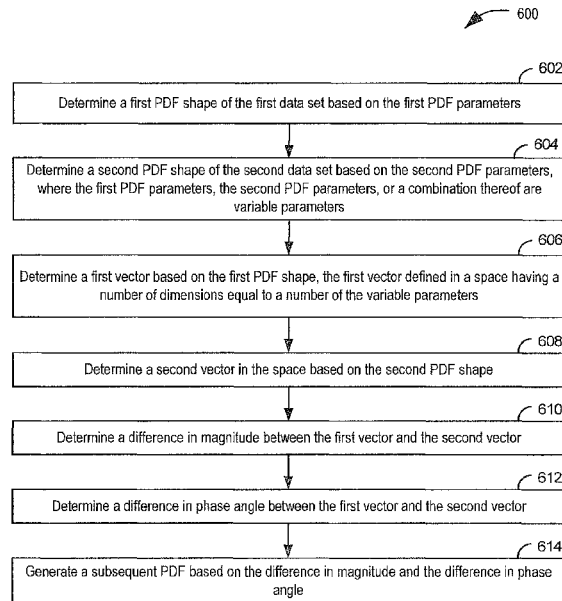 600
602
Determine a first PDF shape of the first data set based on the first PDF parameters
604
Determine a second PDF shape of the second data set based on the second PDF parameters,
where the first PDF parameters, the second PDF parameters, or a combination thereof are
variable parameters
606
Determine a first vector based on the first PDF shape, the first vector defined in a space having a
number of dimensions equal to a number of the variable parameters
608
Determine a second vector in the space based on the second PDF shape
610
Determine a difference in magnitude between the first vector and the second vector
612
Determine a difference in phase angle between the first vector and the second vector
614
Generate a subsequent PDF based on the difference in magnitude and the difference in phase
angle